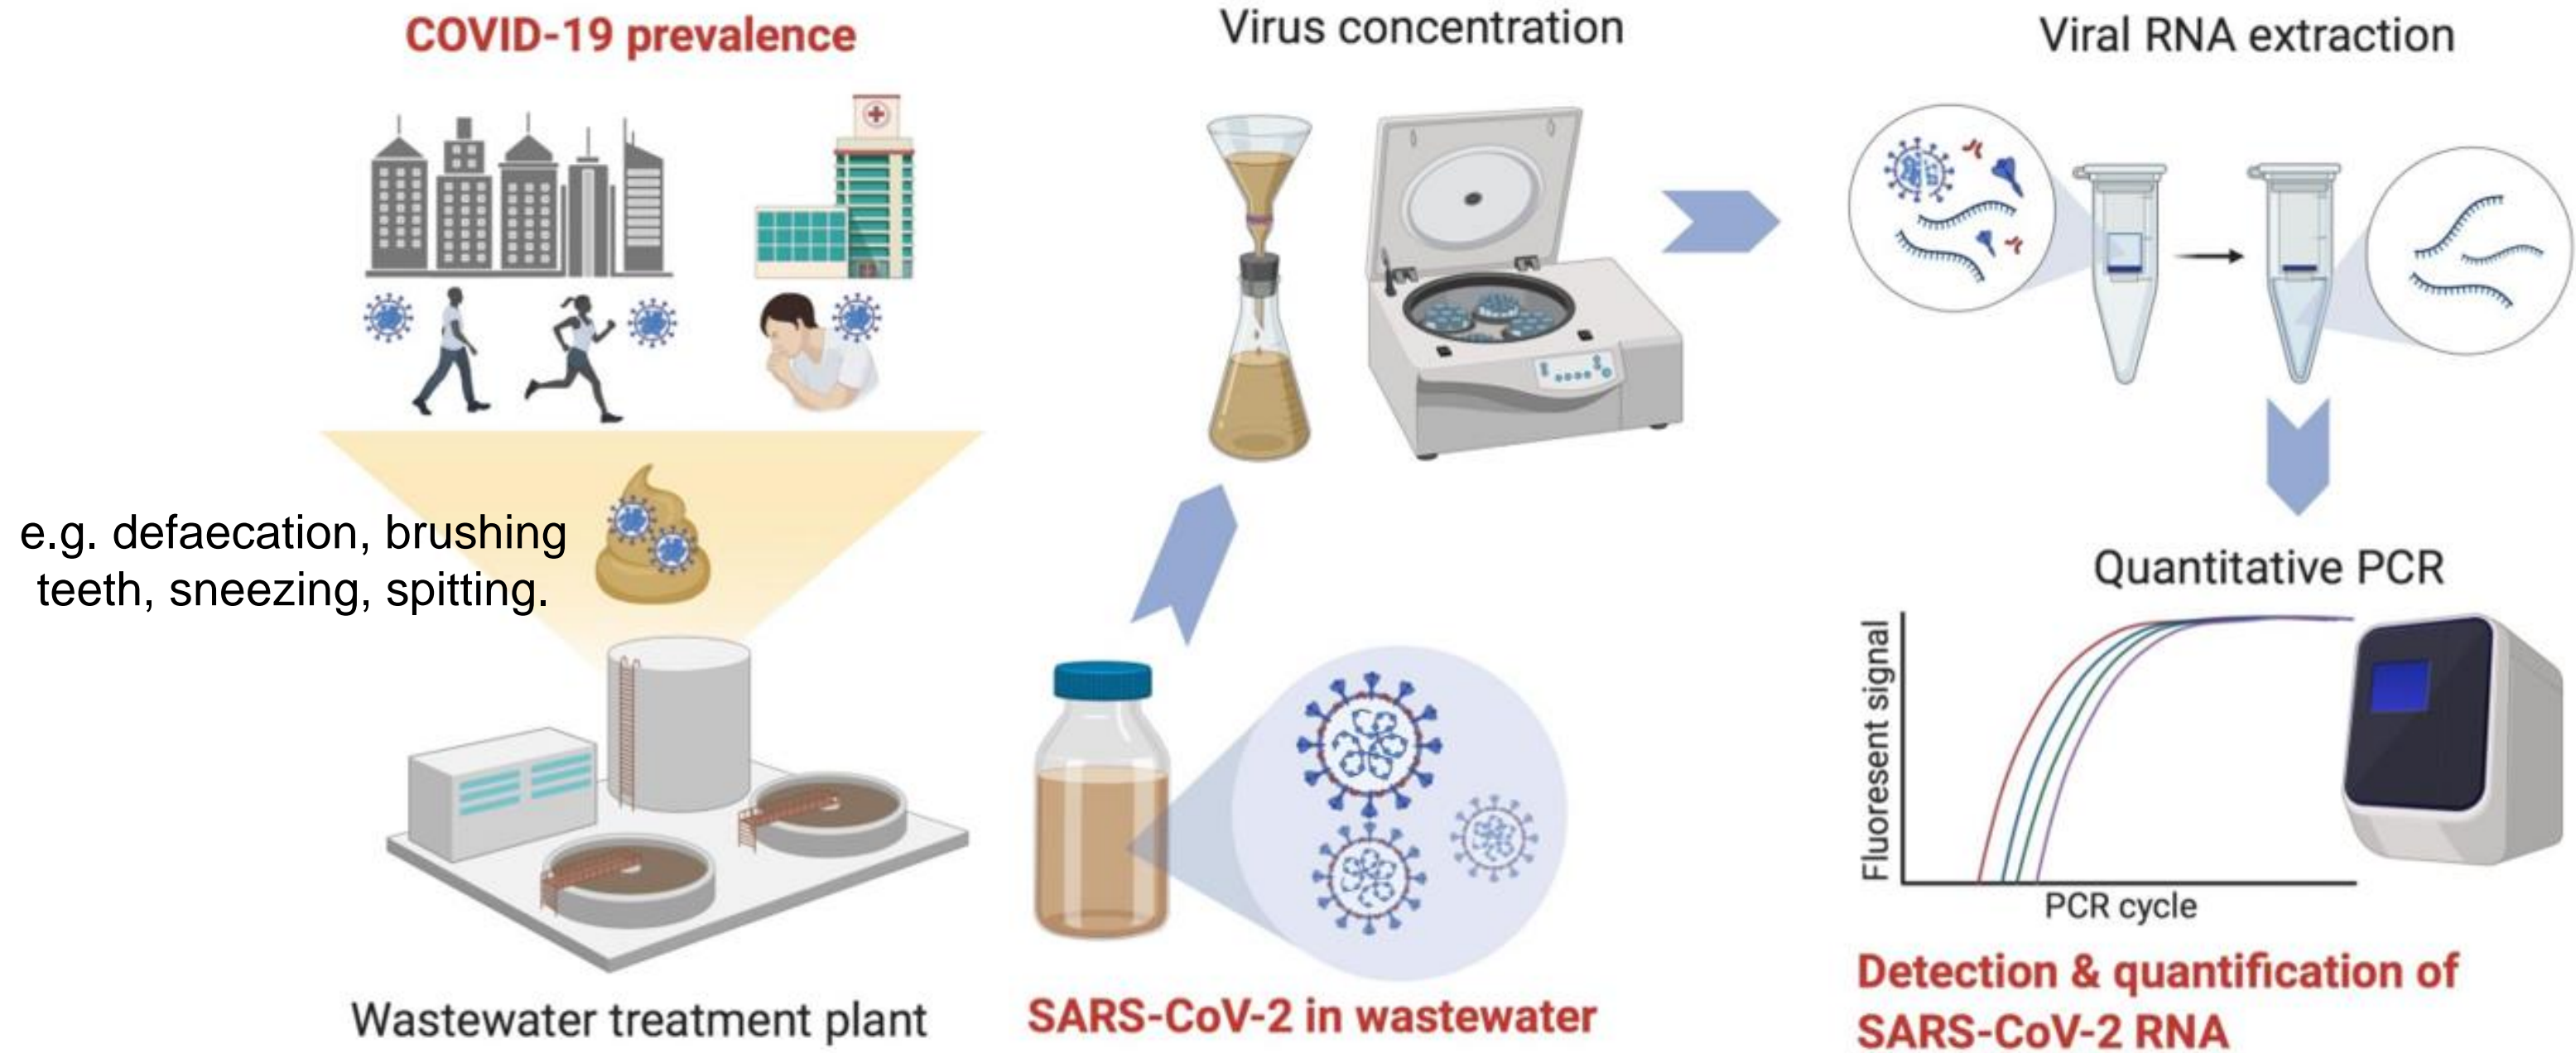 COVID-19 prevalence
e.g. defaecation, brushing
teeth, sneezing, spitting.
Wastewater treatment plant
SARS-CoV-2 in wastewater
Virus concentration
Viral RNA extraction
Quantitative PCR
Fluoresent signal
PCR cycle
Detection & quantification of
SARS-CoV-2 RNA